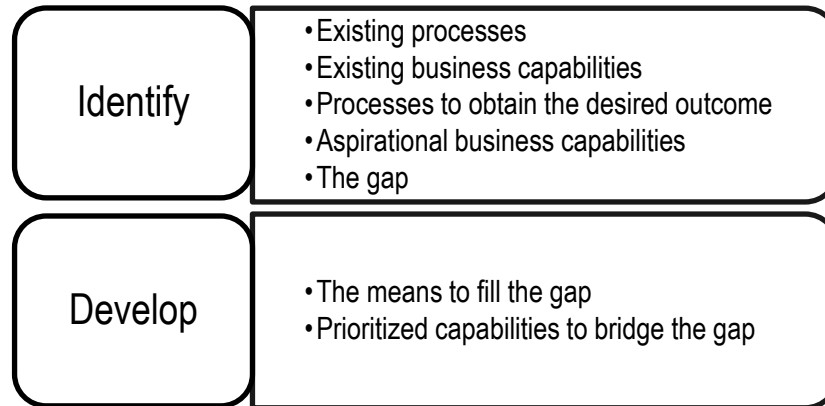 Identify
•Existing processes
•Existing business capabilities
•Processes to obtain the desired outcome
•Aspirational business capabilities
•The gap
Develop
•The means to fill the gap
•Prioritized capabilities to bridge the gap